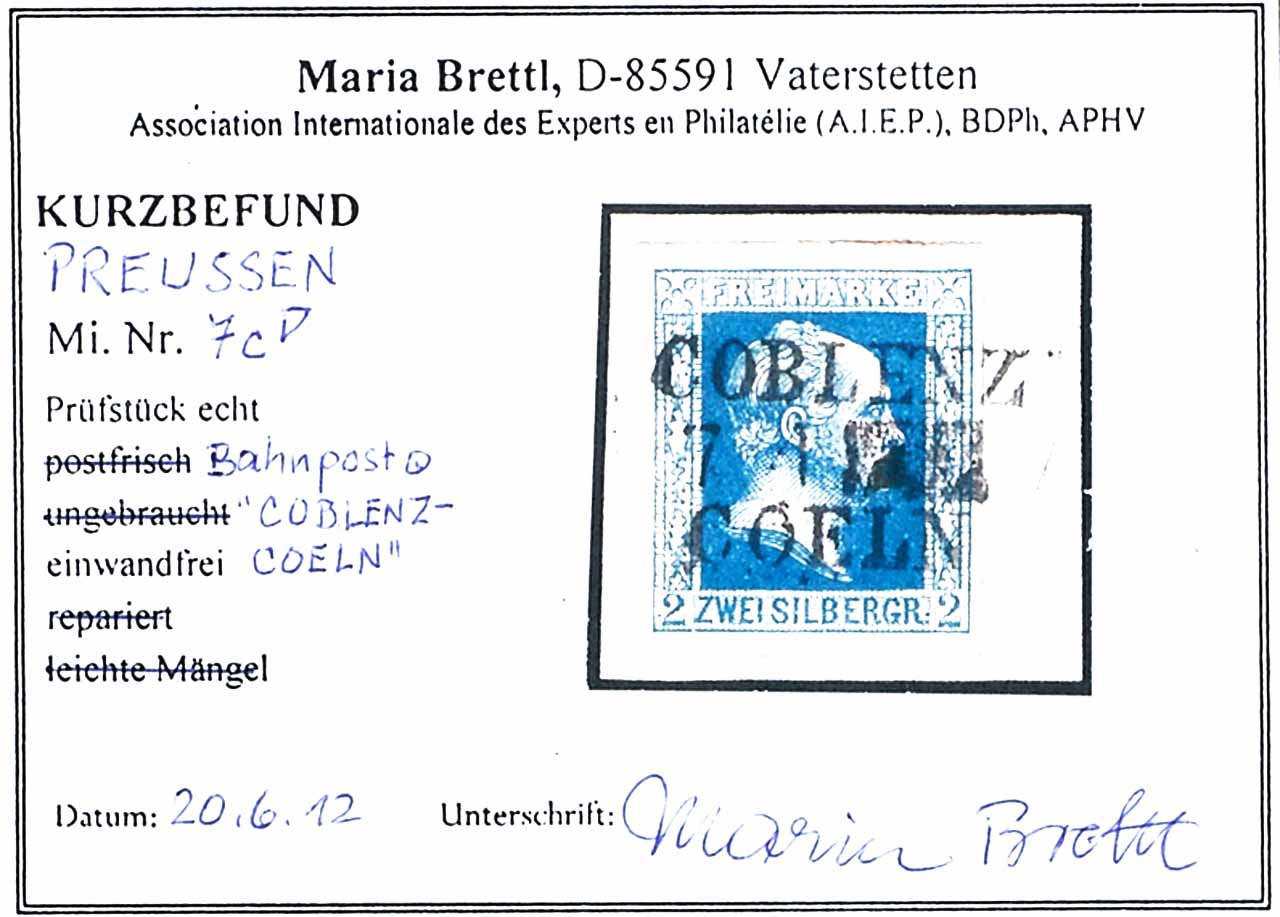 Maria Brettl, D-85591 Vaterstetten
Association Internationale des Experts en Philatélie (A.I.E.P.), BDPh, APHV
KURZBEFUND
PREUSSEN
Mi. Nr. 7c
Prüfstück echt
postfrisch Bahnpost
ungebraucht "COBLENZ-
einwandfrei COELN"
repariert
leichte Mängel
FREIMARKE
COBLENZ
7
COELN
2 ZWEI SILBERGR. 2
Datum: 20.6.12
Unterschrift: Maria Brettl